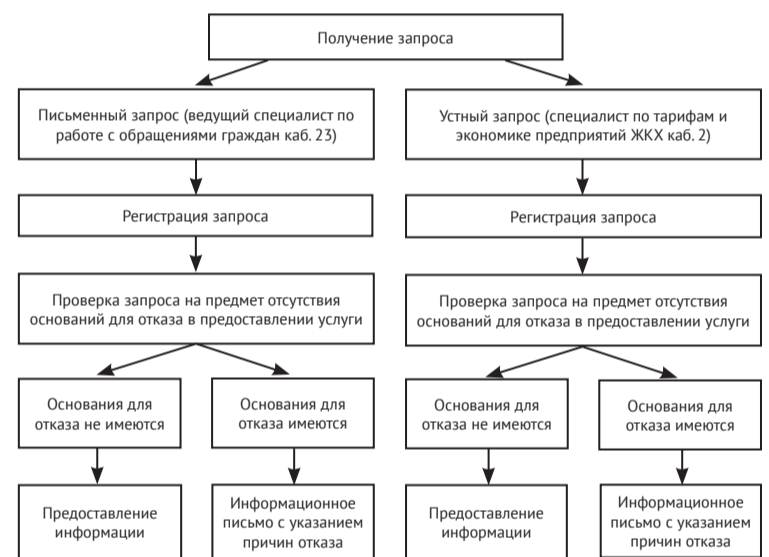 Получение запроса
Письменный запрос (ведущий специалист по
работе с обращениями граждан каб. 23)
Устный запрос (специалист по тарифам и
экономике предприятий ЖКХ каб. 2)
Регистрация запроса
Регистрация запроса
Проверка запроса на предмет отсутствия
оснований для отказа в предоставлении услуги
Проверка запроса на предмет отсутствия
оснований для отказа в предоставлении услуги
Основания для
отказа не имеются
Основания для
отказа имеются
Основания для
отказа не имеются
Основания для
отказа имеются
Предоставление
информации
Информационное
письмо с указанием
причин отказа
Предоставление
информации
Информационное
письмо с указанием
причин отказа